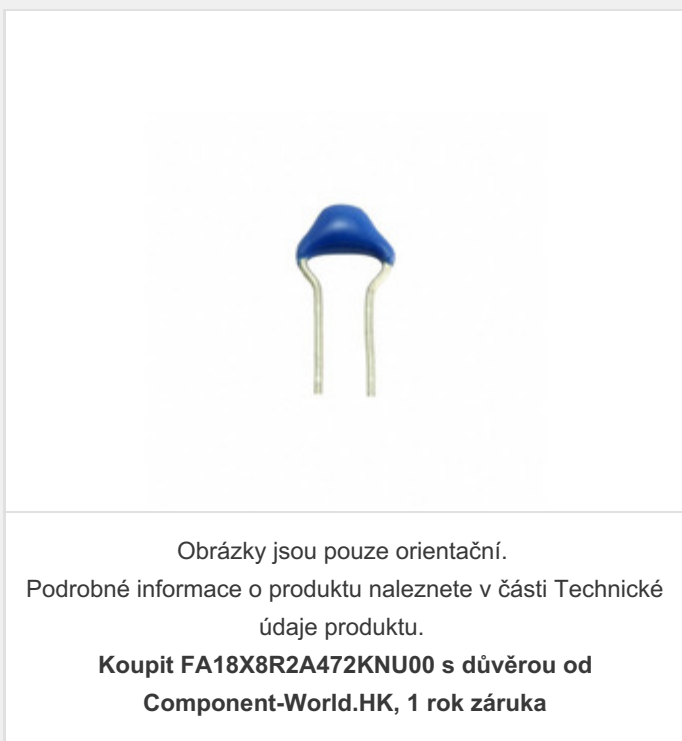 Obrázky jsou pouze orientační.
Podrobné informace o produktu naleznete v části Technické
údaje produktu.
Koupit FA18X8R2A472KNU00 s důvěrou od
Component-World.HK, 1 rok záruka